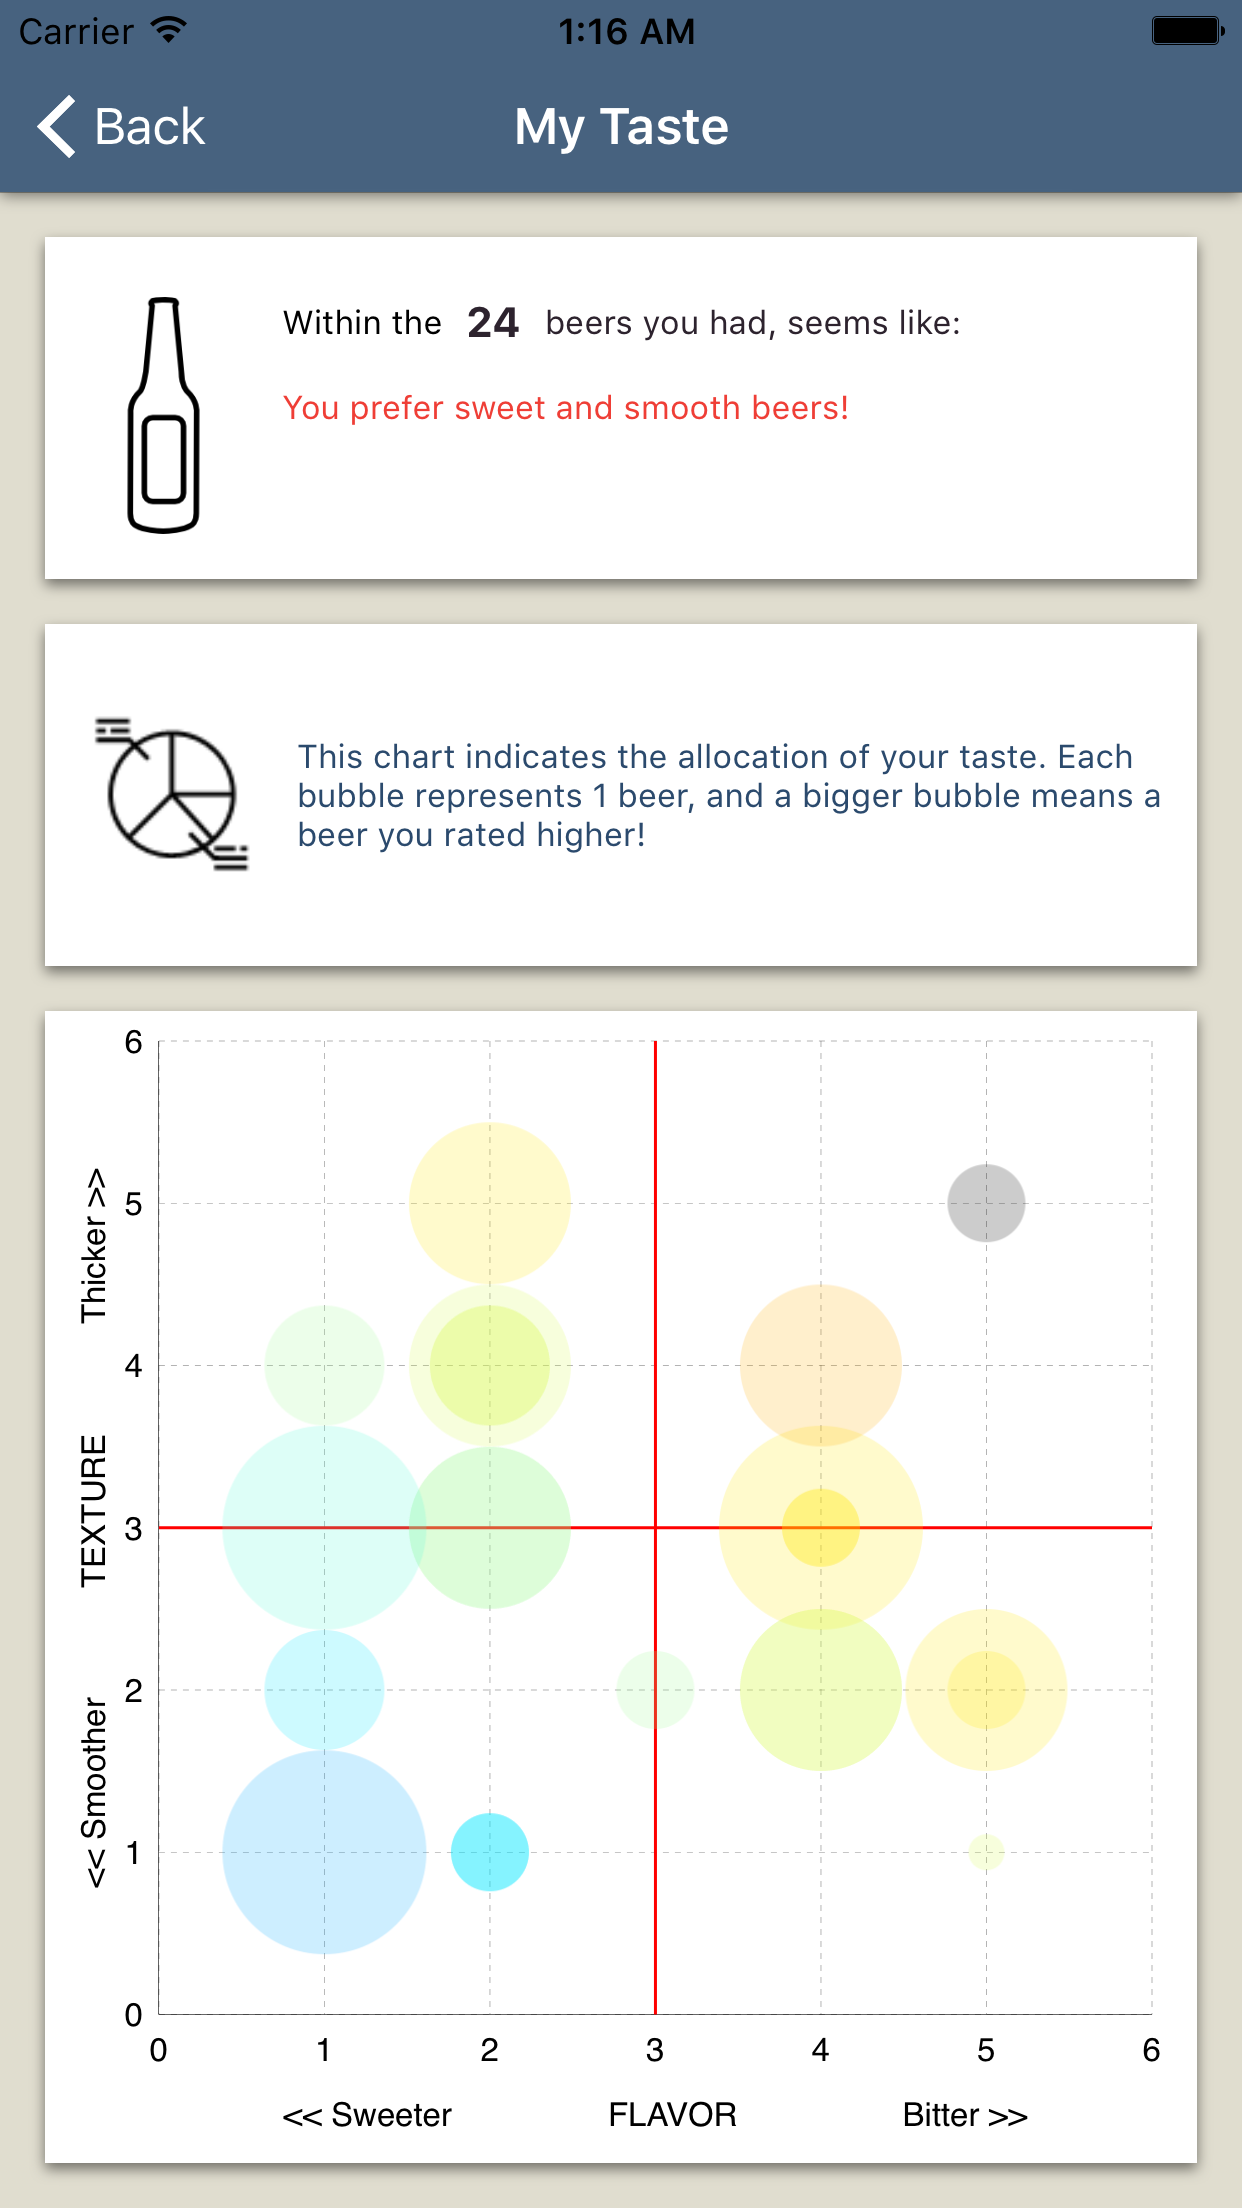 Carrier 1:16 AM
Back My Taste
Within the 24 beers you had, seems like:
You prefer sweet and smooth beers!
This chart indicates the allocation of your taste. Each
bubble represents 1 beer, and a bigger bubble means a
beer you rated higher!
6
5
4
3
2
1
0
Thicker >>
TEXTURE
<< Smoother
0 1 2 3 4 5 6
<< Sweeter FLAVOR Bitter >>